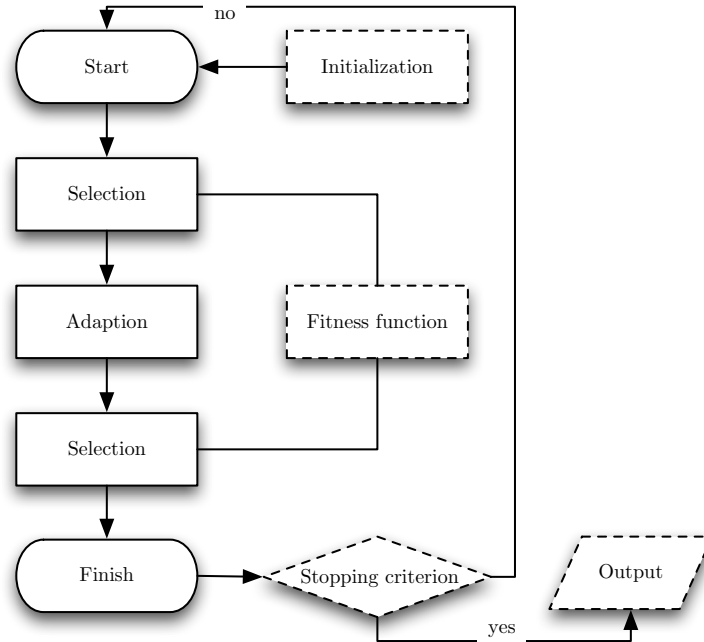 no
Start
Initialization
Selection
Adaption
Fitness function
Selection
Finish
Stopping criterion
Output
yes